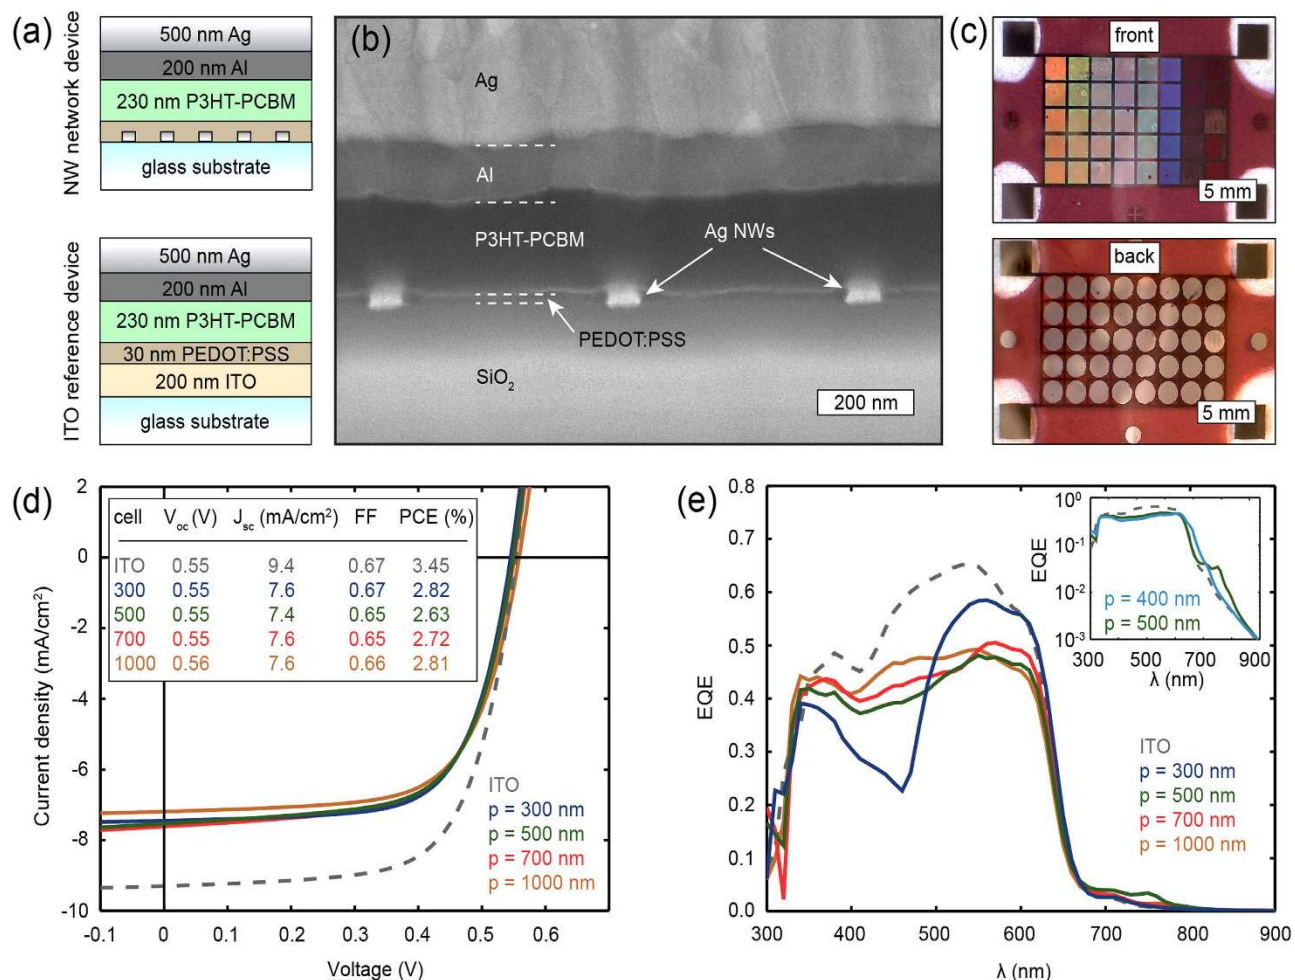 (a)
NW network device
500 nm Ag
200 nm Al
230 nm P3HT-PCBM
glass substrate
ITO reference device
500 nm Ag
200 nm Al
230 nm P3HT-PCBM
30 nm PEDOT:PSS
200 nm ITO
glass substrate
(b)
Ag
Al
P3HT-PCBM
Ag NWs
PEDOT:PSS
SiO₂
200 nm
(c)
front
5 mm
back
5 mm
(d)
cell Vₒc (V) Jsc (mA/cm²) FF PCE (%)
ITO 0.55 9.4 0.67 3.45
300 0.55 7.6 0.67 2.82
500 0.55 7.4 0.65 2.63
700 0.55 7.6 0.65 2.72
1000 0.56 7.6 0.66 2.81
ITO
p = 300 nm
p = 500 nm
p = 700 nm
p = 1000 nm
Current density (mA/cm²)
2
0
-2
-4
-6
-8
-10
-0.1 0 0.1 0.2 0.3 0.4 0.5 0.6
Voltage (V)
(e)
EQE
0.8
0.7
0.6
0.5
0.4
0.3
0.2
0.1
0.0
300 400 500 600 700 800 900
λ (nm)
ITO
p = 300 nm
p = 500 nm
p = 700 nm
p = 1000 nm
EQE
10⁰
10⁻¹
10⁻²
10⁻³
p = 400 nm
p = 500 nm
300 500 700 900
λ (nm)